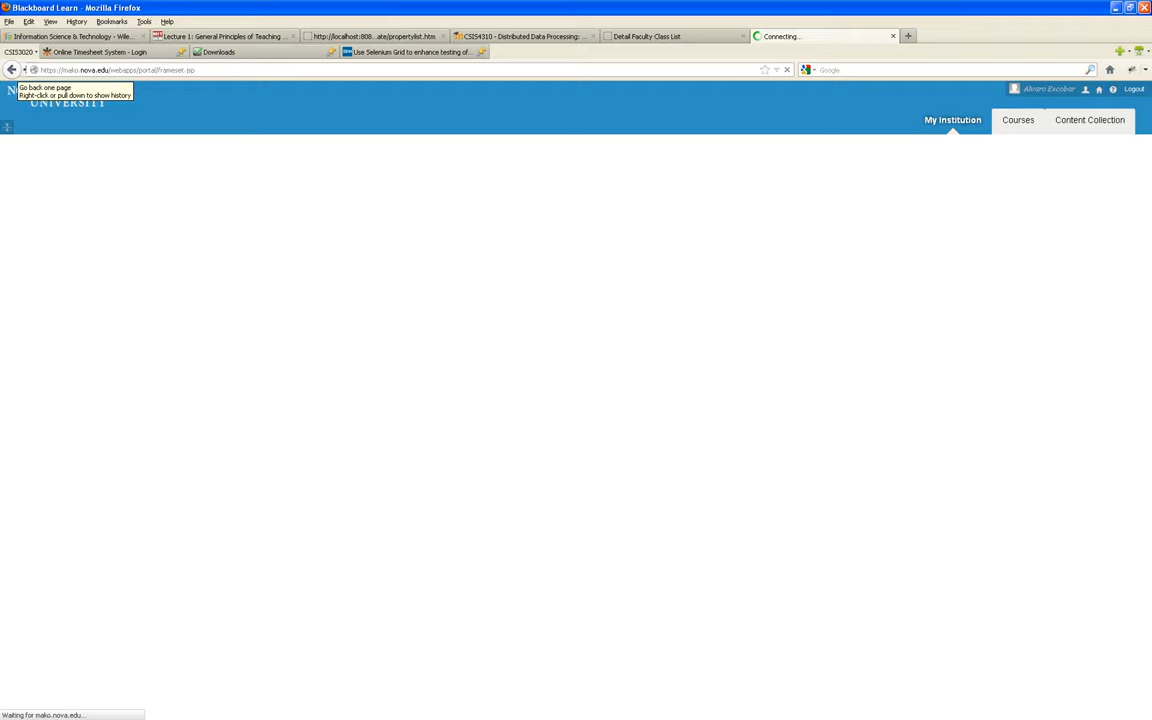 Blackboard Learn - Mozilla Firefox
File Edit View History Bookmarks Tools Help
Information Science & Technology - Wile... Lecture 1: General Principles of Teaching ... http://localhost:808...ate/propertylist.htm CSIS4310 - Distributed Data Processing: ... Detail Faculty Class List Connecting...
CSIS3020 Online Timesheet System - Login Downloads Use Selenium Grid to enhance testing of...
https://mako.nova.edu/webapps/portal/frameset.jsp Google
Go back one page
Right-click or pull down to show history
UNIVERSITY
Alvaro Escobar Logout
My Institution Courses Content Collection
Waiting for mako.nova.edu...